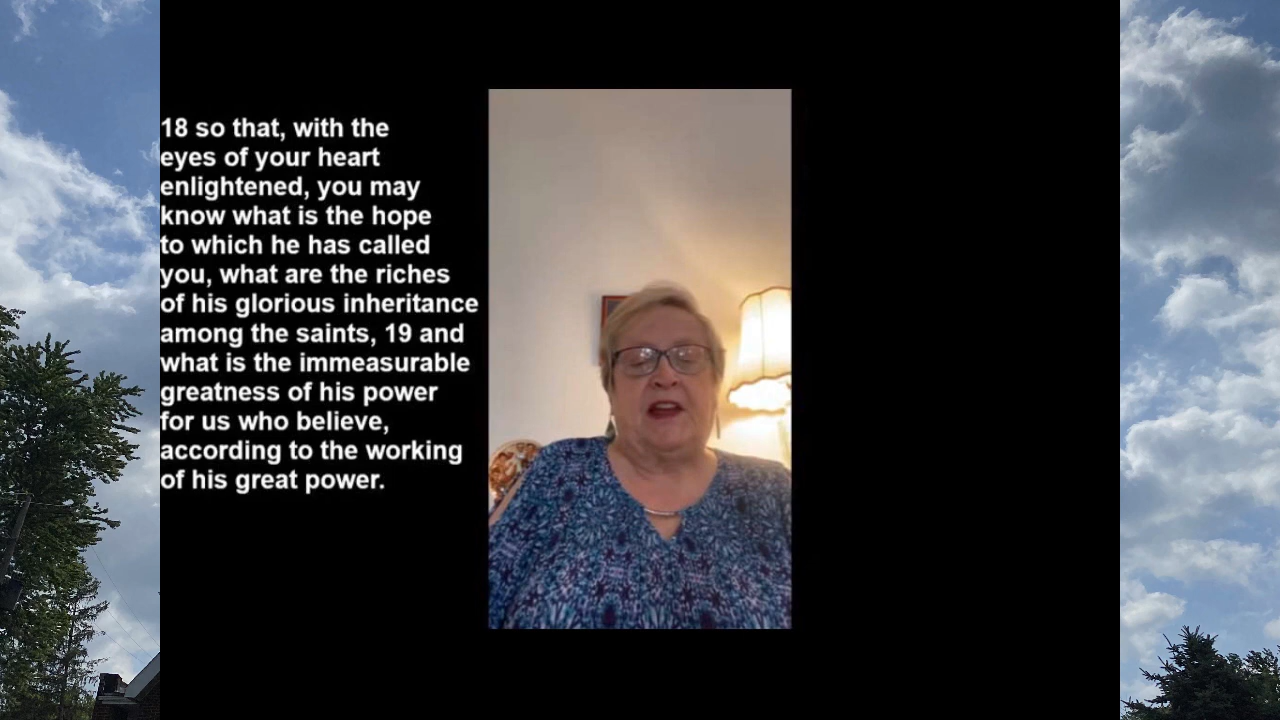 18 so that, with the
eyes of your heart
enlightened, you may
know what is the hope
to which he has called
you, what are the riches
of his glorious inheritance
among the saints, 19 and
what is the immeasurable
greatness of his power
for us who believe,
according to the working
of his great power.